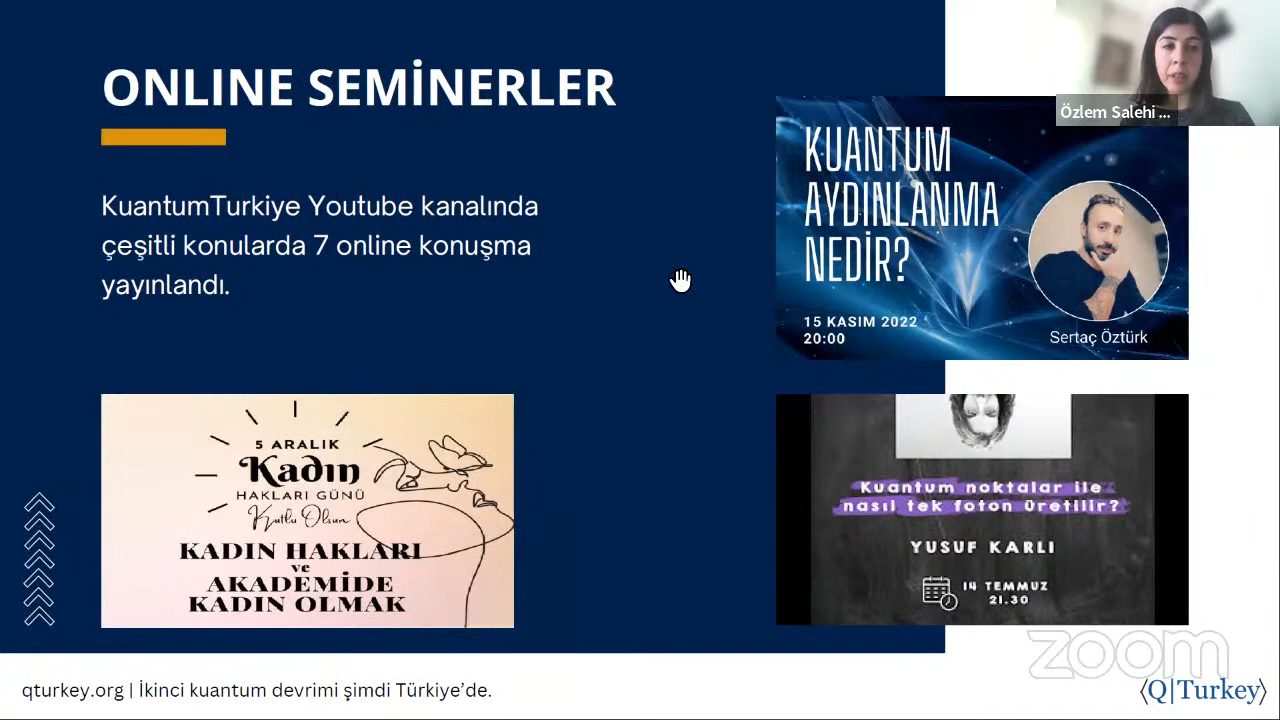 ONLINE SEMİNERLER
KuantumTurkiye Youtube kanalında
çeşitli konularda 7 online konuşma
yayınlandı.
Özlem Salehi ...
KUANTUM
AYDINLANMA
NEDİR?
15 KASIM 2022
20:00
Sertaç Öztürk
5 ARALIK
Kadın
HAKLARI GÜNÜ
Kutlu Olsun
KADIN HAKLARI
ve
AKADEMİDE
KADIN OLMAK
Kuantum noktalar ile
nasıl tek foton üretilir?
YUSUF KARLI
14 TEMMUZ
21.30
zoom
qturkey.org | İkinci kuantum devrimi şimdi Türkiye’de.
⟨Q|Turkey⟩